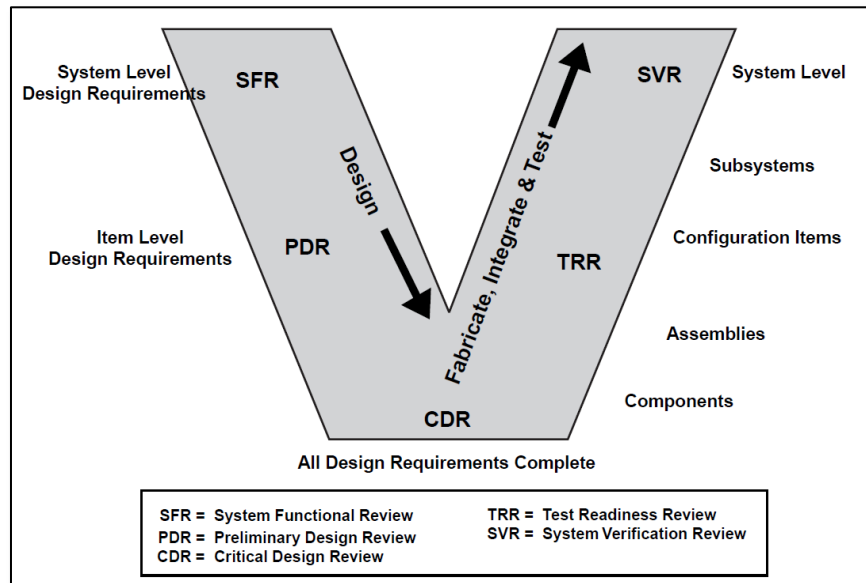 System Level
Design Requirements
SFR
SVR
System Level
Design
Fabricate, Integrate & Test
Subsystems
Item Level
Design Requirements
PDR
TRR
Configuration Items
Assemblies
Components
CDR
All Design Requirements Complete
SFR = System Functional Review
PDR = Preliminary Design Review
CDR = Critical Design Review
TRR = Test Readiness Review
SVR = System Verification Review